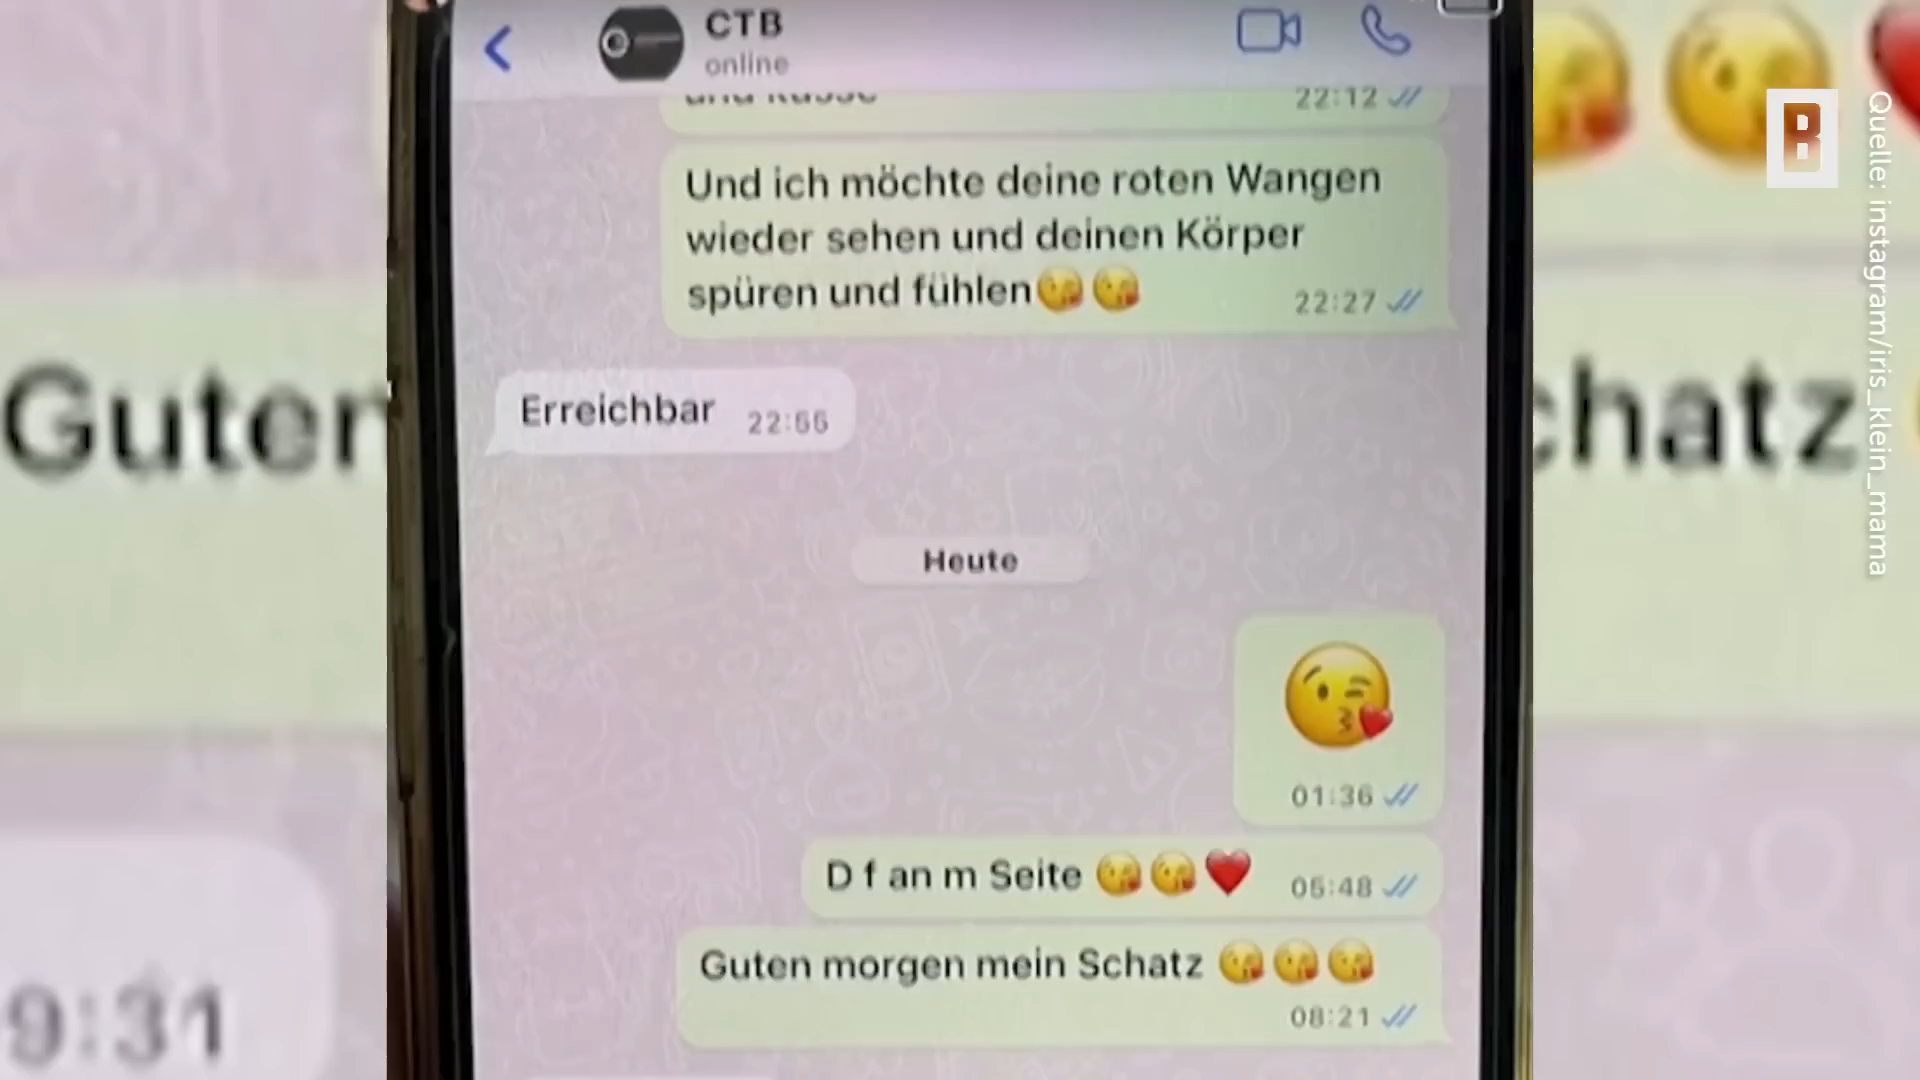 CTB
online
und Küsse
22:12
Und ich möchte deine roten Wangen
wieder sehen und deinen Körper
spüren und fühlen😘😘
22:27
Erreichbar
22:55
Heute
😘
01:36
D f an m Seite 😘😘❤️
05:48
Guten morgen mein Schatz 😘😘😘
08:21
Guten
chatz
9:31
B
Quelle: instagram/iris_klein_mama